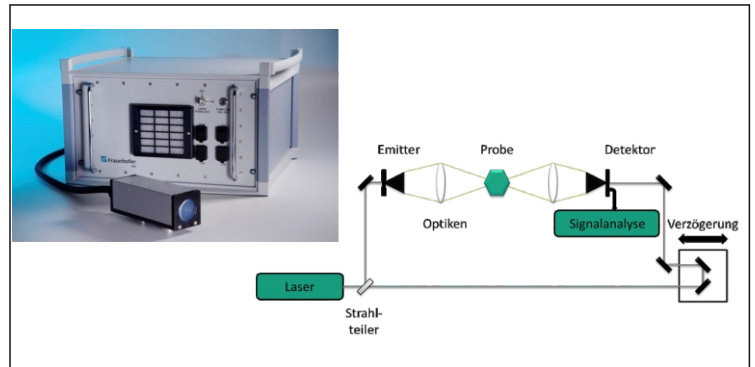 Fraunhofer
Emitter
Probe
Detektor
Optiken
Signalanalyse
Verzögerung
Laser
Strahl-
teiler